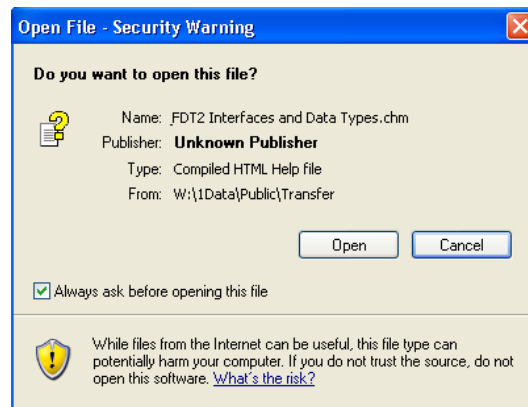 Open File - Security Warning
Do you want to open this file?
Name: FDT2 Interfaces and Data Types.chm
Publisher: Unknown Publisher
Type: Compiled HTML Help file
From: W:\1Data\Public\Transfer
Open Cancel
Always ask before opening this file
While files from the Internet can be useful, this file type can
potentially harm your computer. If you do not trust the source, do not
open this software. What's the risk?